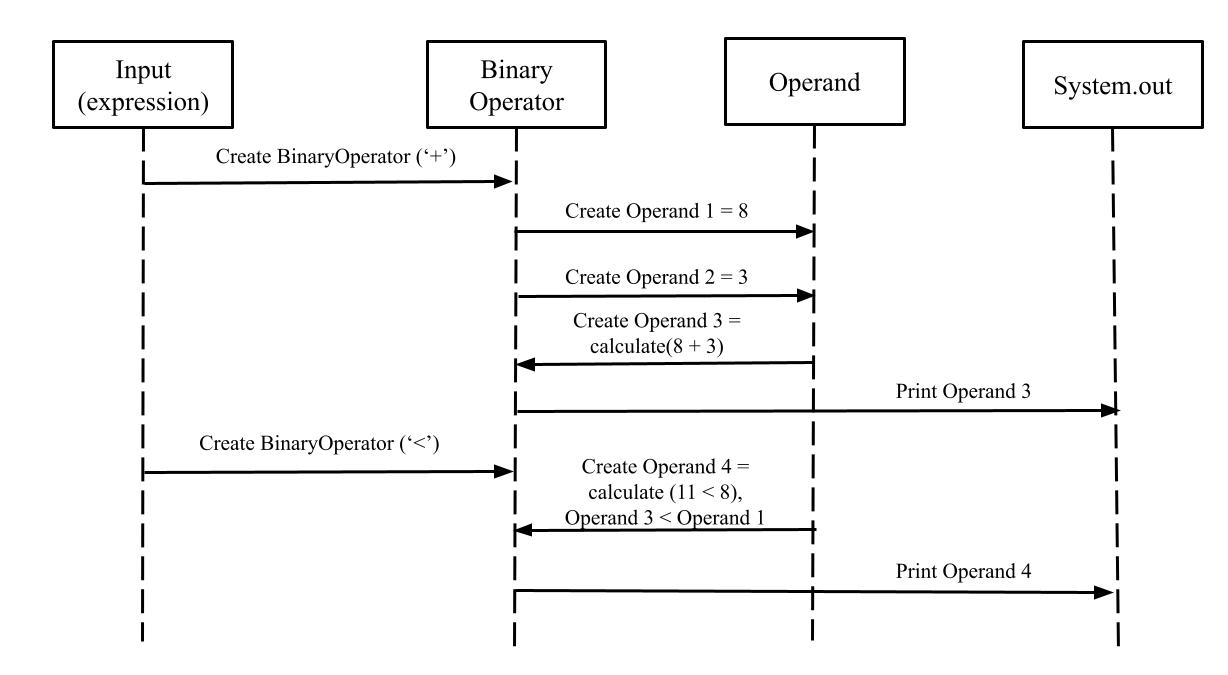 Input
(expression)
Binary
Operator
Operand
System.out
Create BinaryOperator (‘+’)
Create Operand 1 = 8
Create Operand 2 = 3
Create Operand 3 =
calculate(8 + 3)
Print Operand 3
Create BinaryOperator (‘<’)
Create Operand 4 =
calculate (11 < 8),
Operand 3 < Operand 1
Print Operand 4